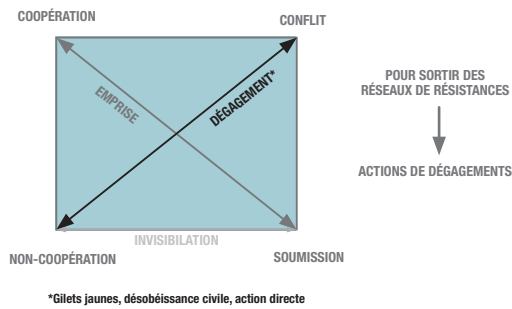 COOPÉRATION
CONFLIT
EMPRISE
DÉGAGEMENT*
POUR SORTIR DES
RÉSEAUX DE RÉSISTANCES
ACTIONS DE DÉGAGEMENTS
INVISIBILATION
NON-COOPÉRATION
SOUMISSION
*Gilets jaunes, désobéissance civile, action directe